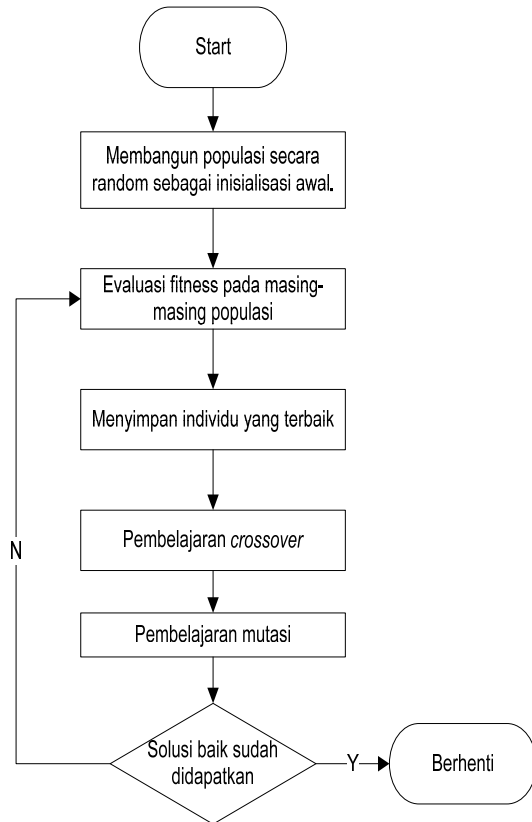 Start
Membangun populasi secara
random sebagai inisialisasi awal.
Evaluasi fitness pada masing-
masing populasi
Menyimpan individu yang terbaik
Pembelajaran crossover
N
Pembelajaran mutasi
Solusi baik sudah
didapatkan
Y
Berhenti